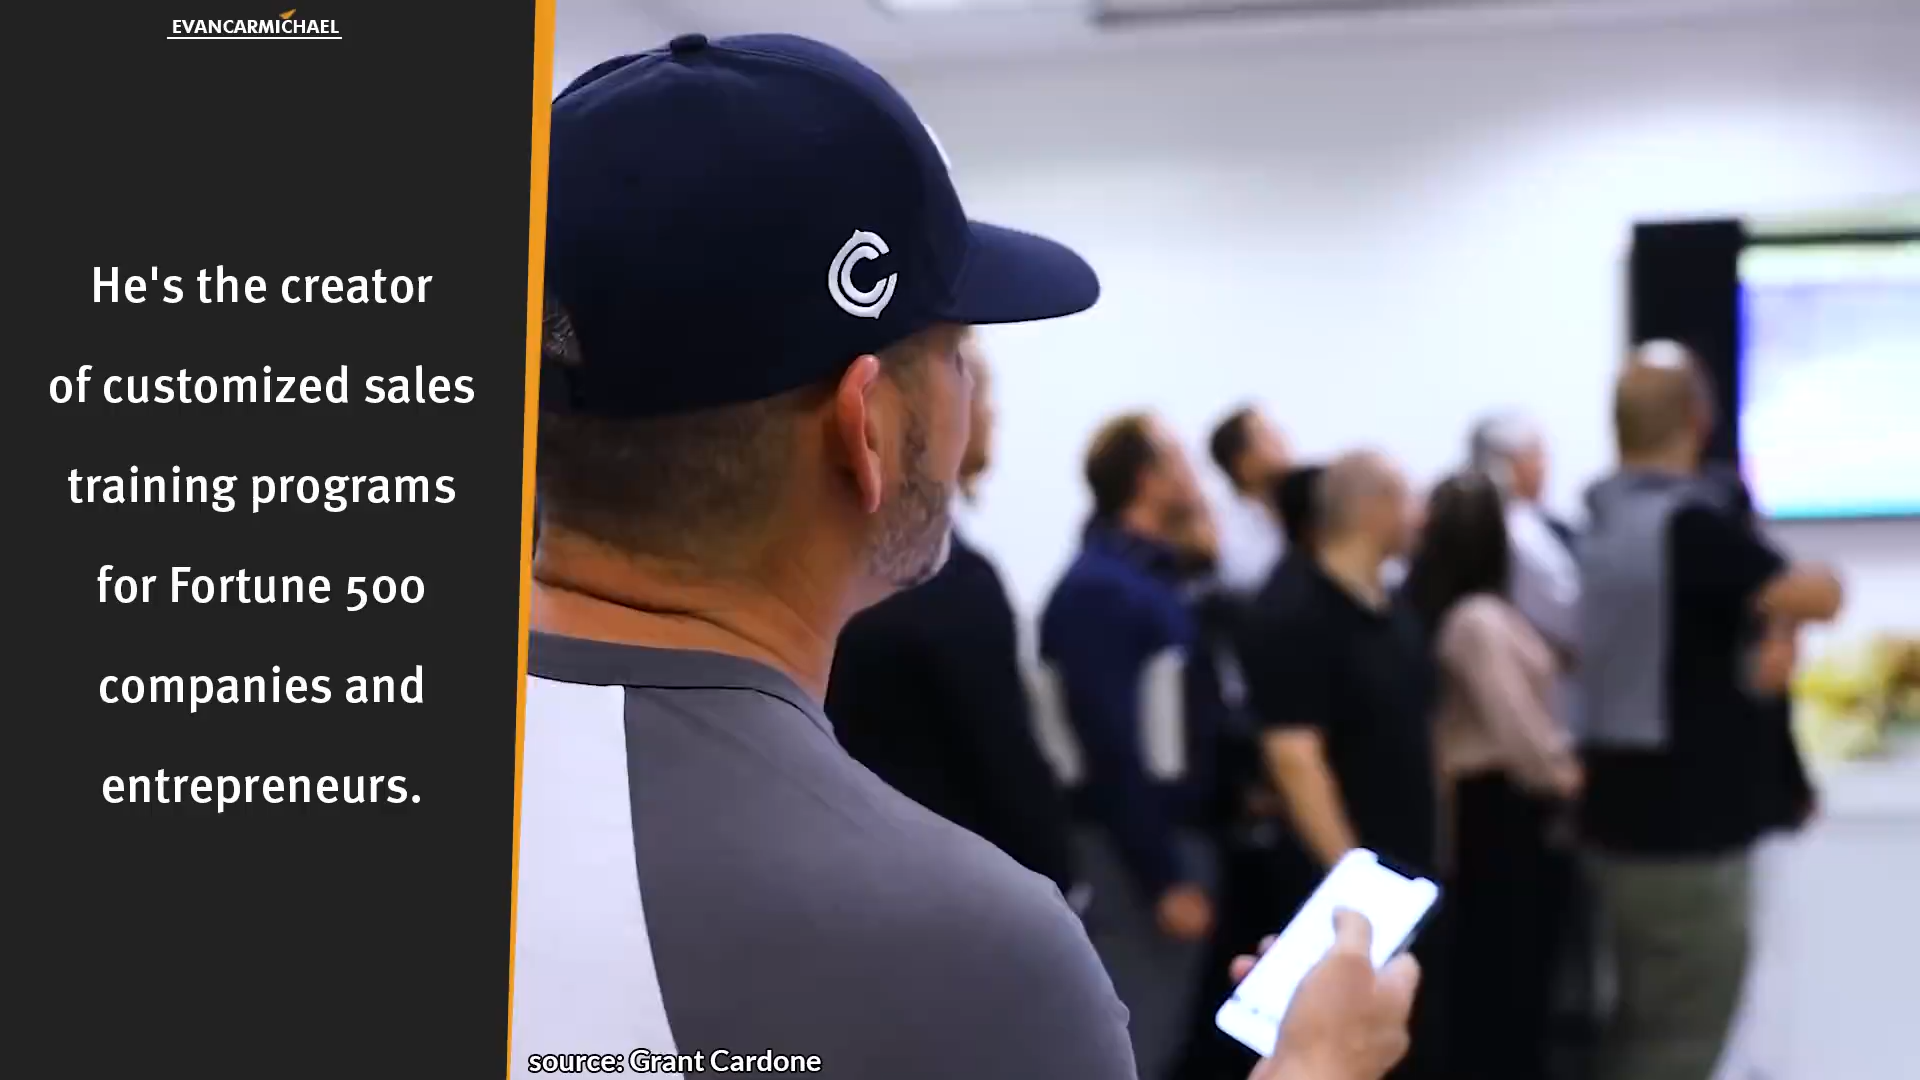 EVANCARMICHAEL
He's the creator
of customized sales
training programs
for Fortune 500
companies and
entrepreneurs.
source: Grant Cardone